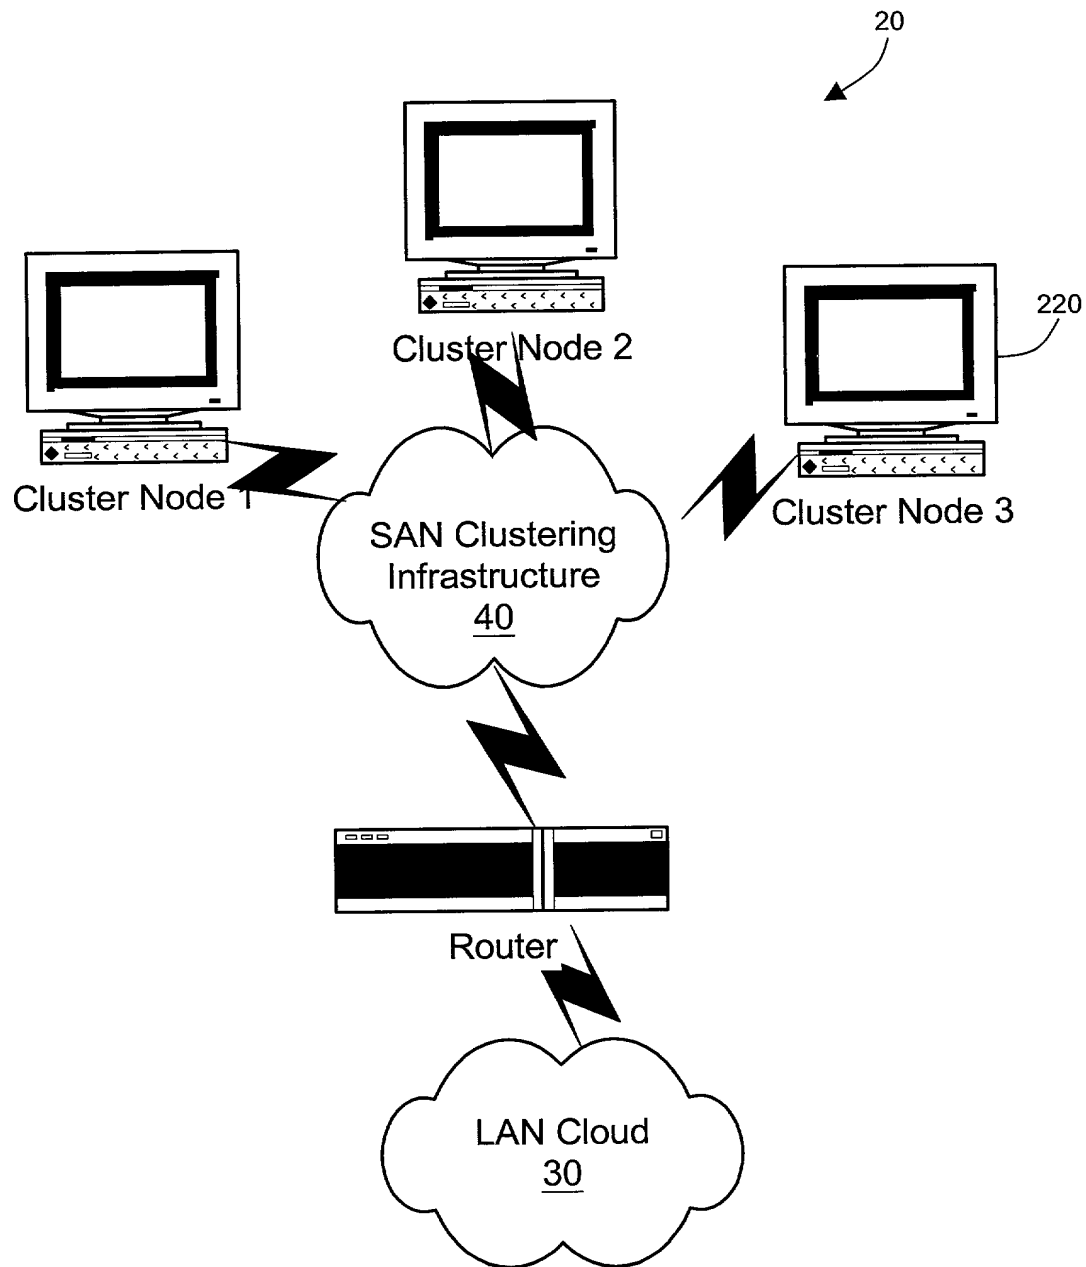 20
Cluster Node 2
220
Cluster Node 1
Cluster Node 3
SAN Clustering
Infrastructure
40
Router
LAN Cloud
30